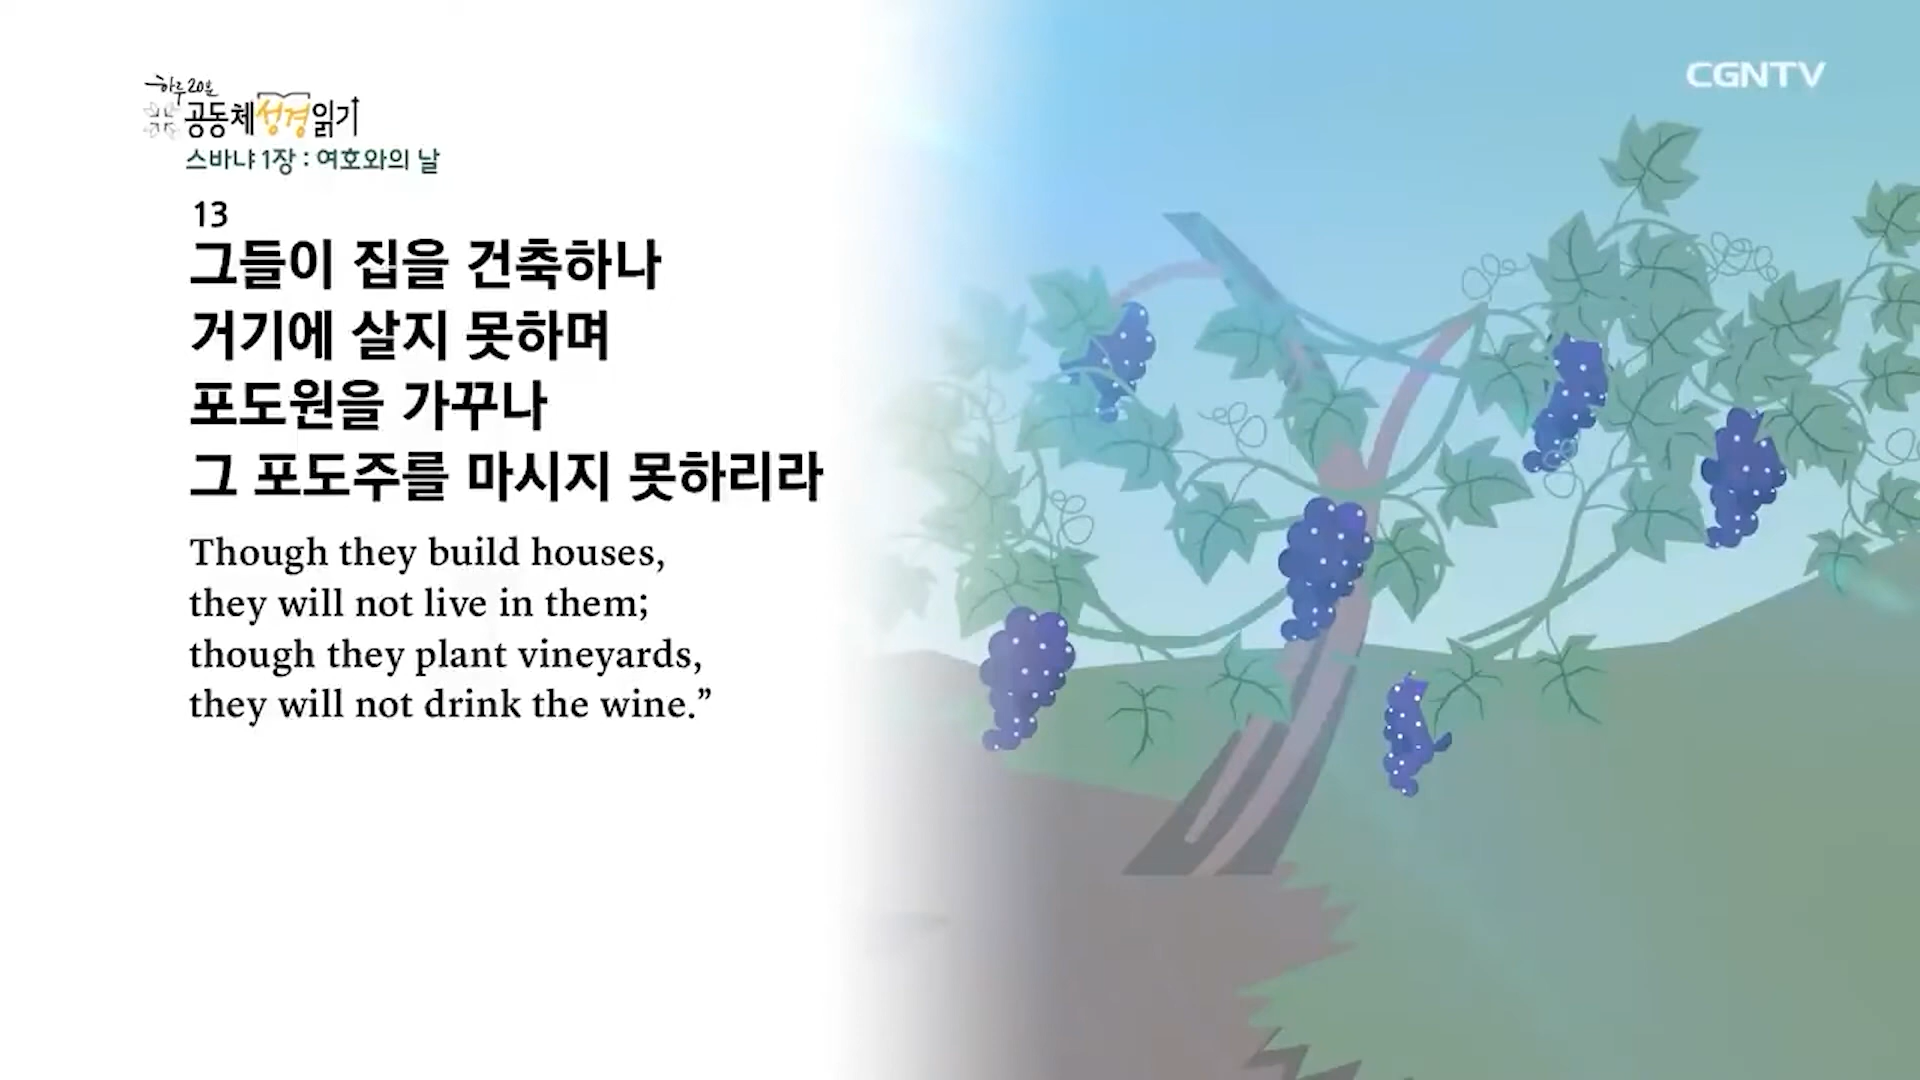 하루 20분
공동체성경읽기
CGNTV
스바냐 1장 : 여호와의 날
13
그들이 집을 건축하나
거기에 살지 못하며
포도원을 가꾸나
그 포도주를 마시지 못하리라
Though they build houses,
they will not live in them;
though they plant vineyards,
they will not drink the wine.”